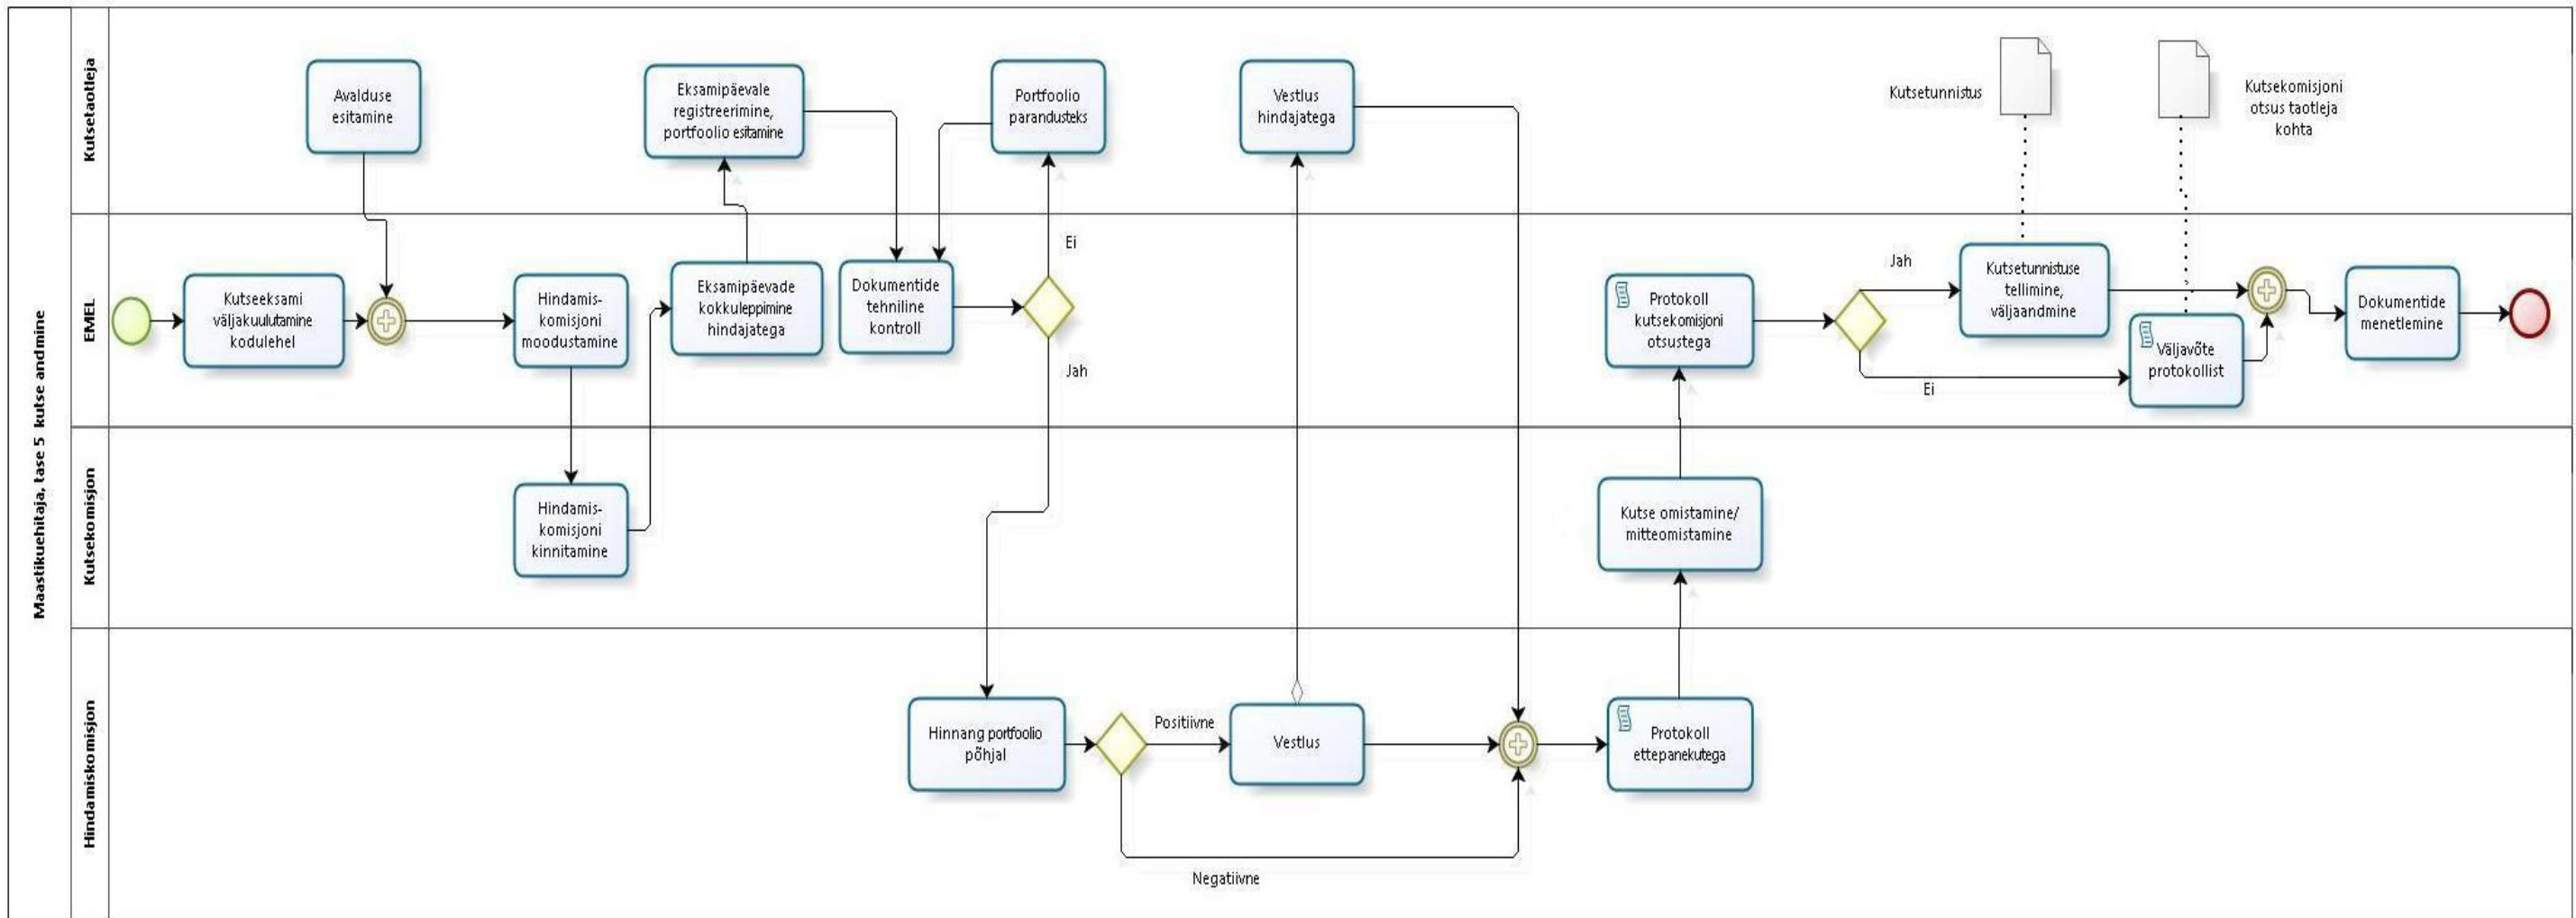 Maastikuehitaja, tase 5 kutse andmine
Kutsetaotleja
Avalduse
esitamine
Eksamipäevale
registreerimine,
portfoolio esitamine
Portfoolio
parandusteks
Vestlus
hindajatega
Kutsetunnistus
Kutsekomisjoni
otsus taotleja
kohta
EMEL
Kutseeksami
väljakuulutamine
kodulehel
Hindamis-
komisjoni
moodustamine
Eksamipäevade
kokkuleppimine
hindajatega
Dokumentide
tehniline
kontroll
Ei
Jah
Protokoll
kutsekomisjoni
otsustega
Jah
Ei
Kutsetunnistuse
tellimine,
väljaandmine
Väljavõte
protokollist
Dokumentide
menetlemine
Kutsekomisjon
Hindamis-
komisjoni
kinnitamine
Kutse omistamine/
mitteomistamine
Hindamiskomisjon
Hinnang portfoolio
põhjal
Positiivne
Negatiivne
Vestlus
Protokoll
ettepanekutega